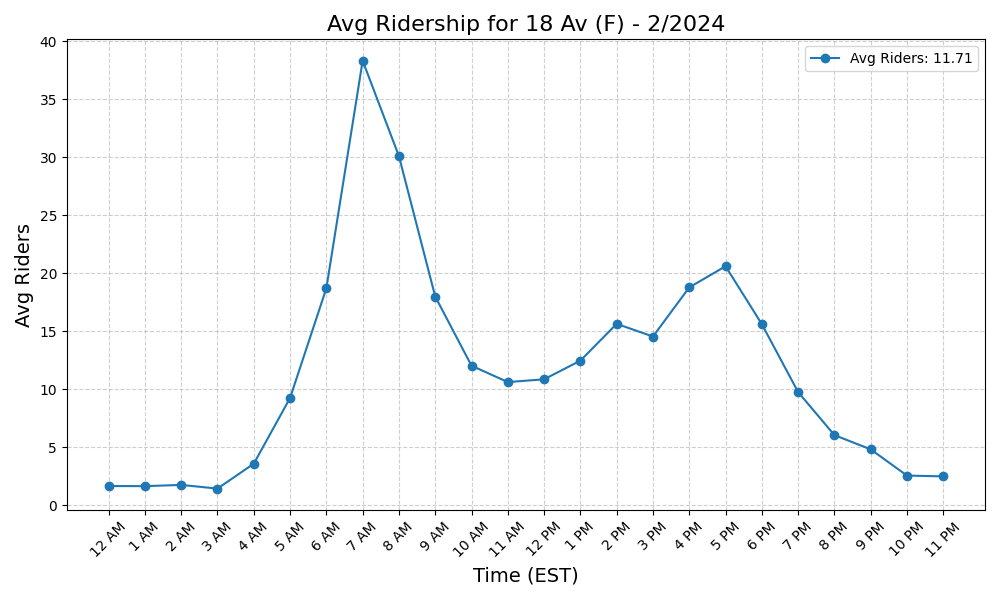 Avg Ridership for 18 Av (F) - 2/2024
Avg Riders: 11.71
Avg Riders
40
35
30
25
20
15
10
5
0
12 AM
1 AM
2 AM
3 AM
4 AM
5 AM
6 AM
7 AM
8 AM
9 AM
10 AM
11 AM
12 PM
1 PM
2 PM
3 PM
4 PM
5 PM
6 PM
7 PM
8 PM
9 PM
10 PM
11 PM
Time (EST)